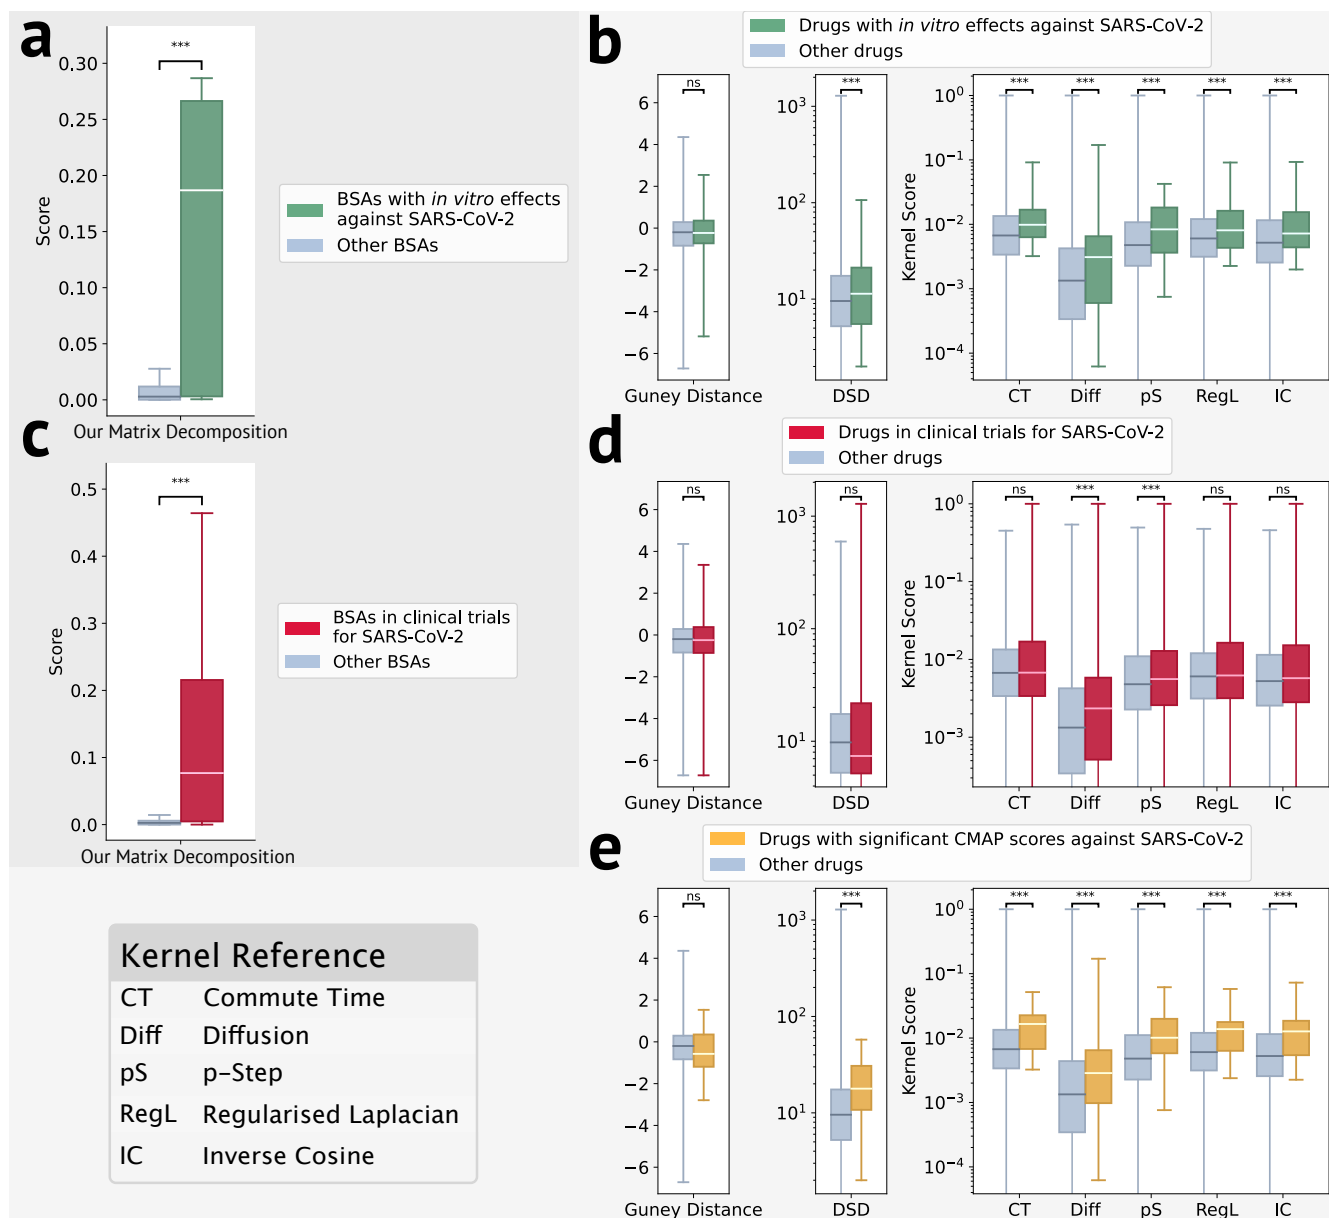 a
***
0.30
0.25
0.20
0.15
0.10
0.05
0.00
Score
Our Matrix Decomposition
BSAs with in vitro effects
against SARS-CoV-2
Other BSAs
b
Drugs with in vitro effects against SARS-CoV-2
Other drugs
ns
6
4
2
0
−2
−4
−6
Guney Distance
***
10³
10²
10¹
DSD
Kernel Score
*** *** *** *** ***
10⁰
10⁻¹
10⁻²
10⁻³
10⁻⁴
CT Diff pS RegL IC
c
***
0.5
0.4
0.3
0.2
0.1
0.0
Score
Our Matrix Decomposition
BSAs in clinical trials
for SARS-CoV-2
Other BSAs
d
Drugs in clinical trials for SARS-CoV-2
Other drugs
ns
6
4
2
0
−2
−4
−6
Guney Distance
ns
10³
10²
10¹
DSD
Kernel Score
ns *** *** ns ns
10⁰
10⁻¹
10⁻²
10⁻³
CT Diff pS RegL IC
e
Drugs with significant CMAP scores against SARS-CoV-2
Other drugs
ns
6
4
2
0
−2
−4
−6
Guney Distance
***
10³
10²
10¹
DSD
Kernel Score
*** *** *** *** ***
10⁰
10⁻¹
10⁻²
10⁻³
10⁻⁴
CT Diff pS RegL IC
Kernel Reference
CT Commute Time
Diff Diffusion
pS p-Step
RegL Regularised Laplacian
IC Inverse Cosine